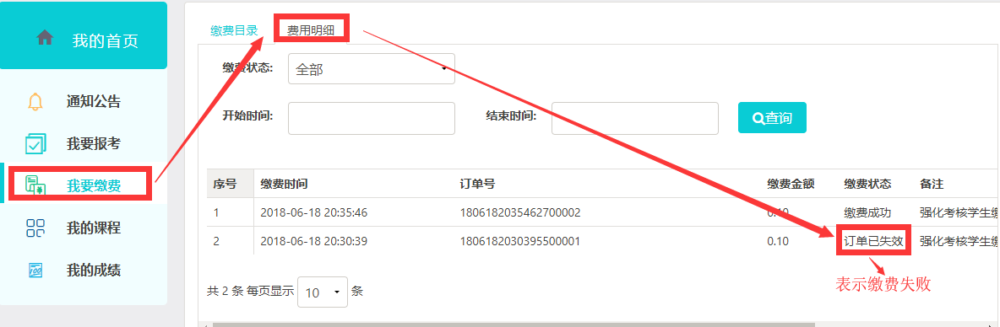 我的首页
通知公告
我要报考
我要缴费
我的课程
我的成绩
缴费目录 费用明细
缴费状态: 全部
开始时间: 结束时间: 查询
序号 缴费时间 订单号 缴费金额 缴费状态 备注
1 2018-06-18 20:35:46 1806182035462700002 0.10 缴费成功 强化考核学生缴
2 2018-06-18 20:30:39 1806182030395500001 0.10 订单已失效 强化考核学生缴
表示缴费失败
共 2 条 每页显示 10 条